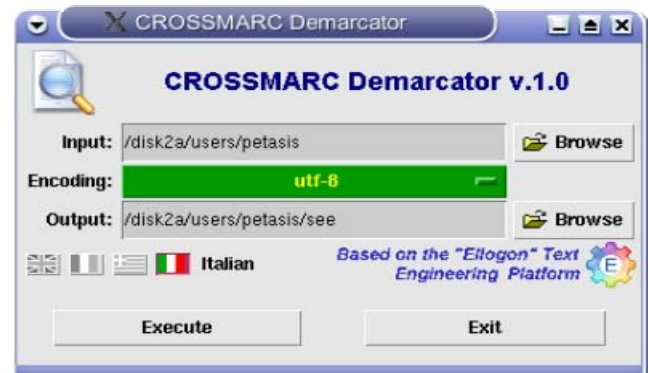 CROSSMARC Demarcator
CROSSMARC Demarcator v.1.0
Input: /disk2a/users/petasis Browse
Encoding: utf-8
Output: /disk2a/users/petasis/see Browse
Italian
Based on the "Ellogon" Text
Engineering Platform E
Execute Exit